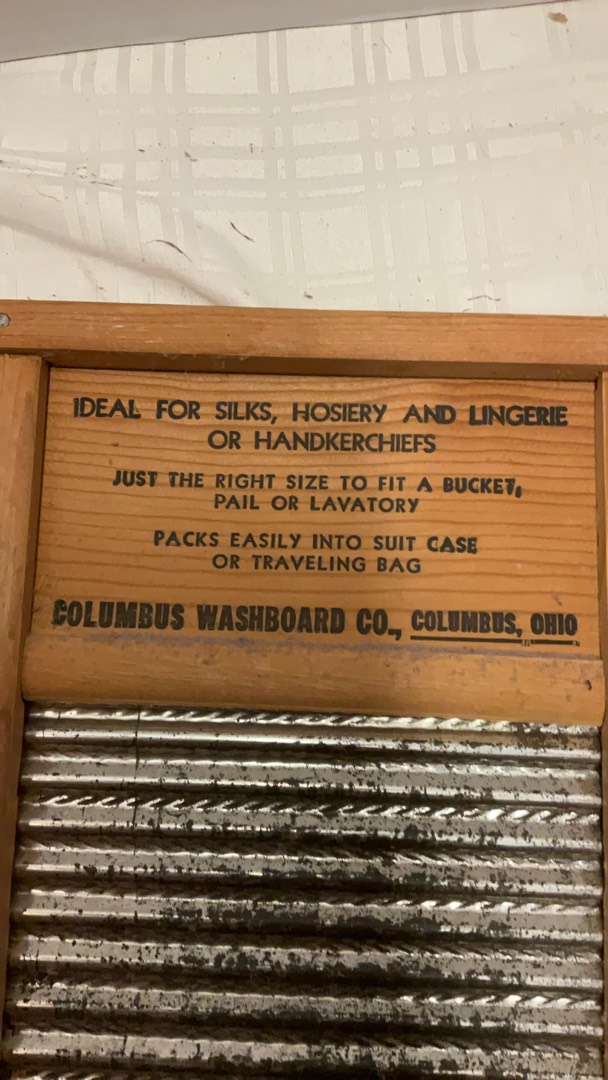 IDEAL FOR SILKS, HOSIERY AND LINGERIE
OR HANDKERCHIEFS
JUST THE RIGHT SIZE TO FIT A BUCKET,
PAIL OR LAVATORY
PACKS EASILY INTO SUIT CASE
OR TRAVELING BAG
COLUMBUS WASHBOARD CO., COLUMBUS, OHIO